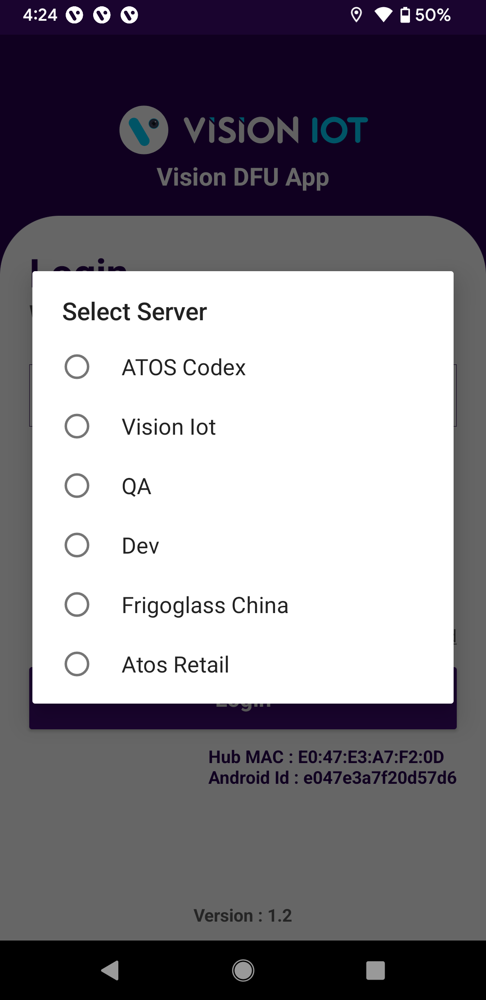 4:24
50%
VISION IOT
Vision DFU App
Login
Select Server
ATOS Codex
Vision Iot
QA
Dev
Frigoglass China
Atos Retail
Login
Hub MAC : E0:47:E3:A7:F2:0D
Android Id : e047e3a7f20d57d6
Version : 1.2